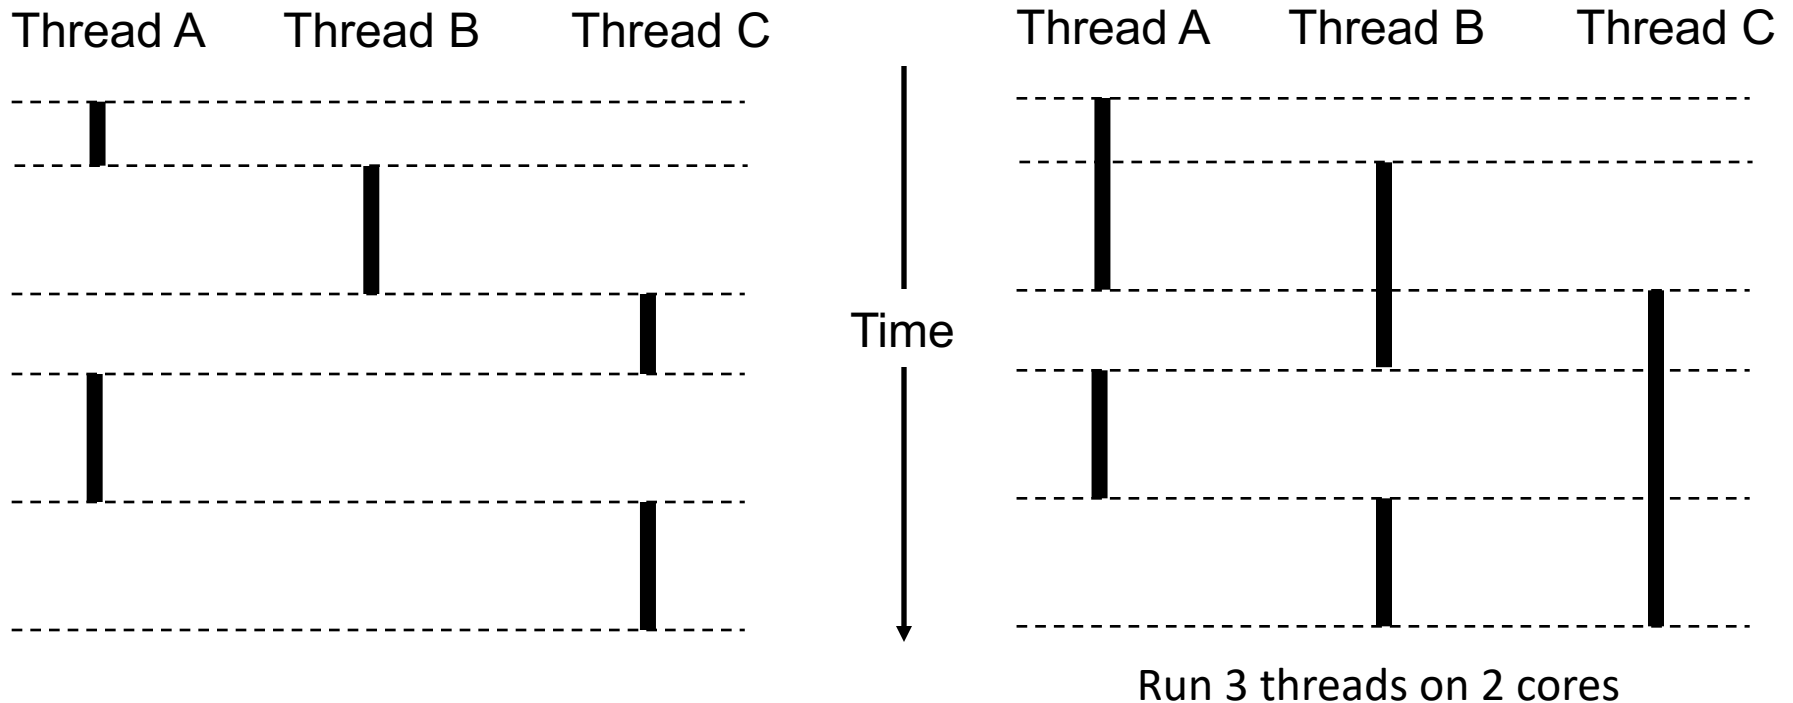 Thread A Thread B Thread C
Thread A Thread B Thread C
Time
Run 3 threads on 2 cores